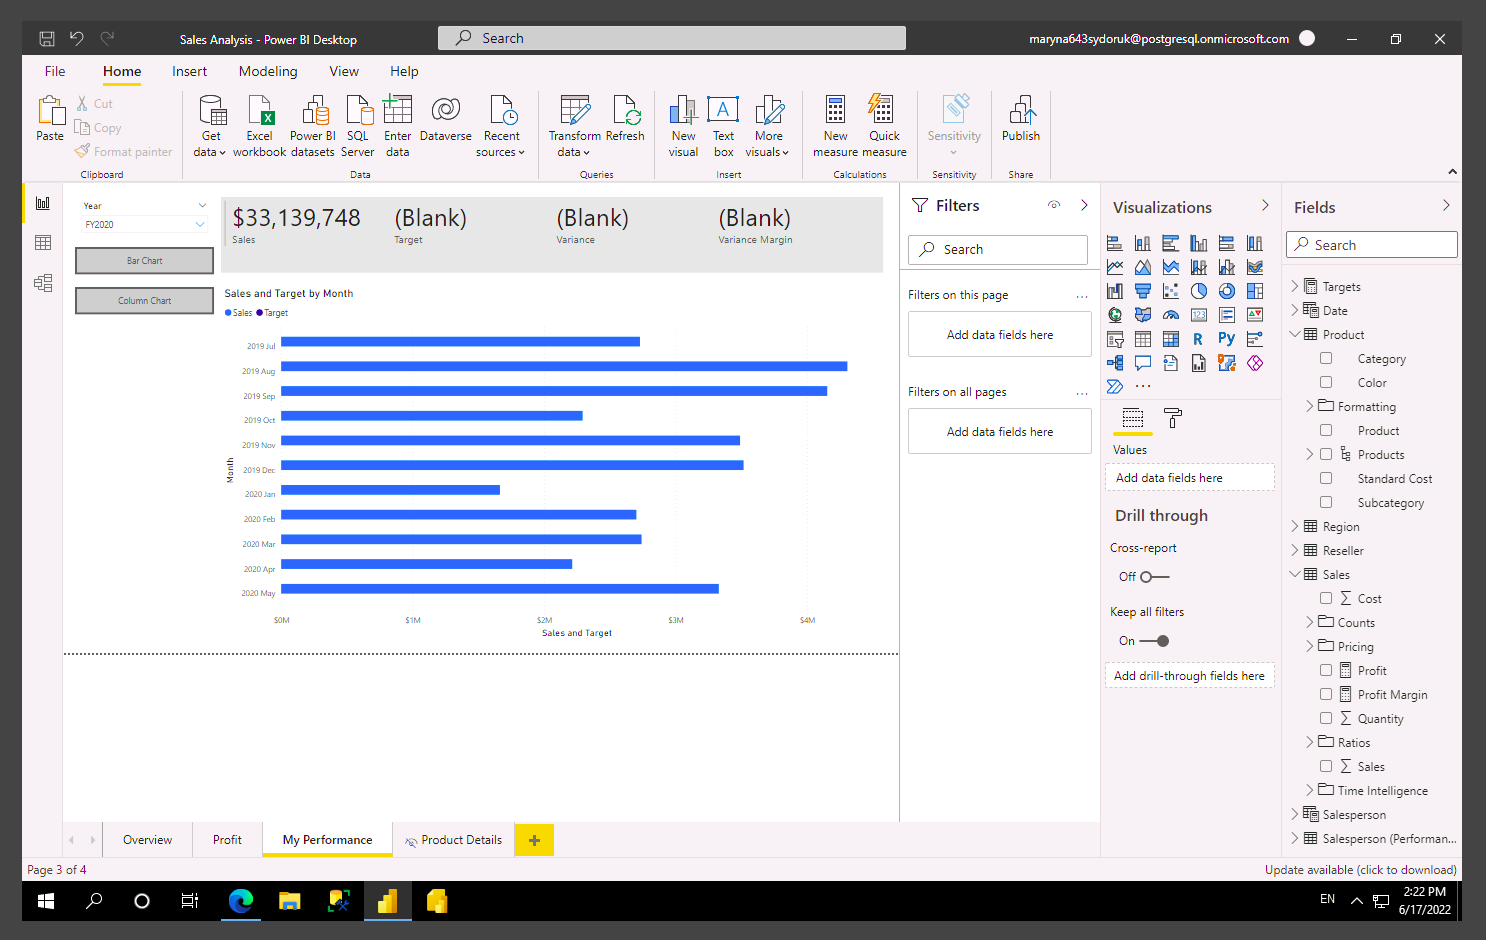 Sales Analysis - Power BI Desktop
Search
maryna643sydoruk@postgresql.onmicrosoft.com
File Home Insert Modeling View Help
Paste
Cut
Copy
Format painter
Clipboard
Get data
Excel workbook
Power BI datasets
SQL Server
Enter data
Dataverse
Recent sources
Data
Transform data
Refresh
Queries
New visual
A
Text box
More visuals
Insert
New measure
Quick measure
Calculations
Sensitivity
Sensitivity
Publish
Share
Year
FY2020
Bar Chart
Column Chart
$33,139,748 (Blank) (Blank) (Blank)
Sales Target Variance Variance Margin
Sales and Target by Month
Sales Target
Month
2019 Jul
2019 Aug
2019 Sep
2019 Oct
2019 Nov
2019 Dec
2020 Jan
2020 Feb
2020 Mar
2020 Apr
2020 May
$0M $1M $2M $3M $4M
Sales and Target
Filters
Search
Filters on this page
Add data fields here
Filters on all pages
Add data fields here
Visualizations
123
R Py
Values
Add data fields here
Drill through
Cross-report
Off
Keep all filters
On
Add drill-through fields here
Fields
Search
Targets
Date
Product
Category
Color
Formatting
Product
Products
Standard Cost
Subcategory
Region
Reseller
Sales
Cost
Counts
Pricing
Profit
Profit Margin
Quantity
Ratios
Sales
Time Intelligence
Salesperson
Salesperson (Performan...
Overview Profit My Performance Product Details +
Page 3 of 4
Update available (click to download)
EN
2:22 PM
6/17/2022